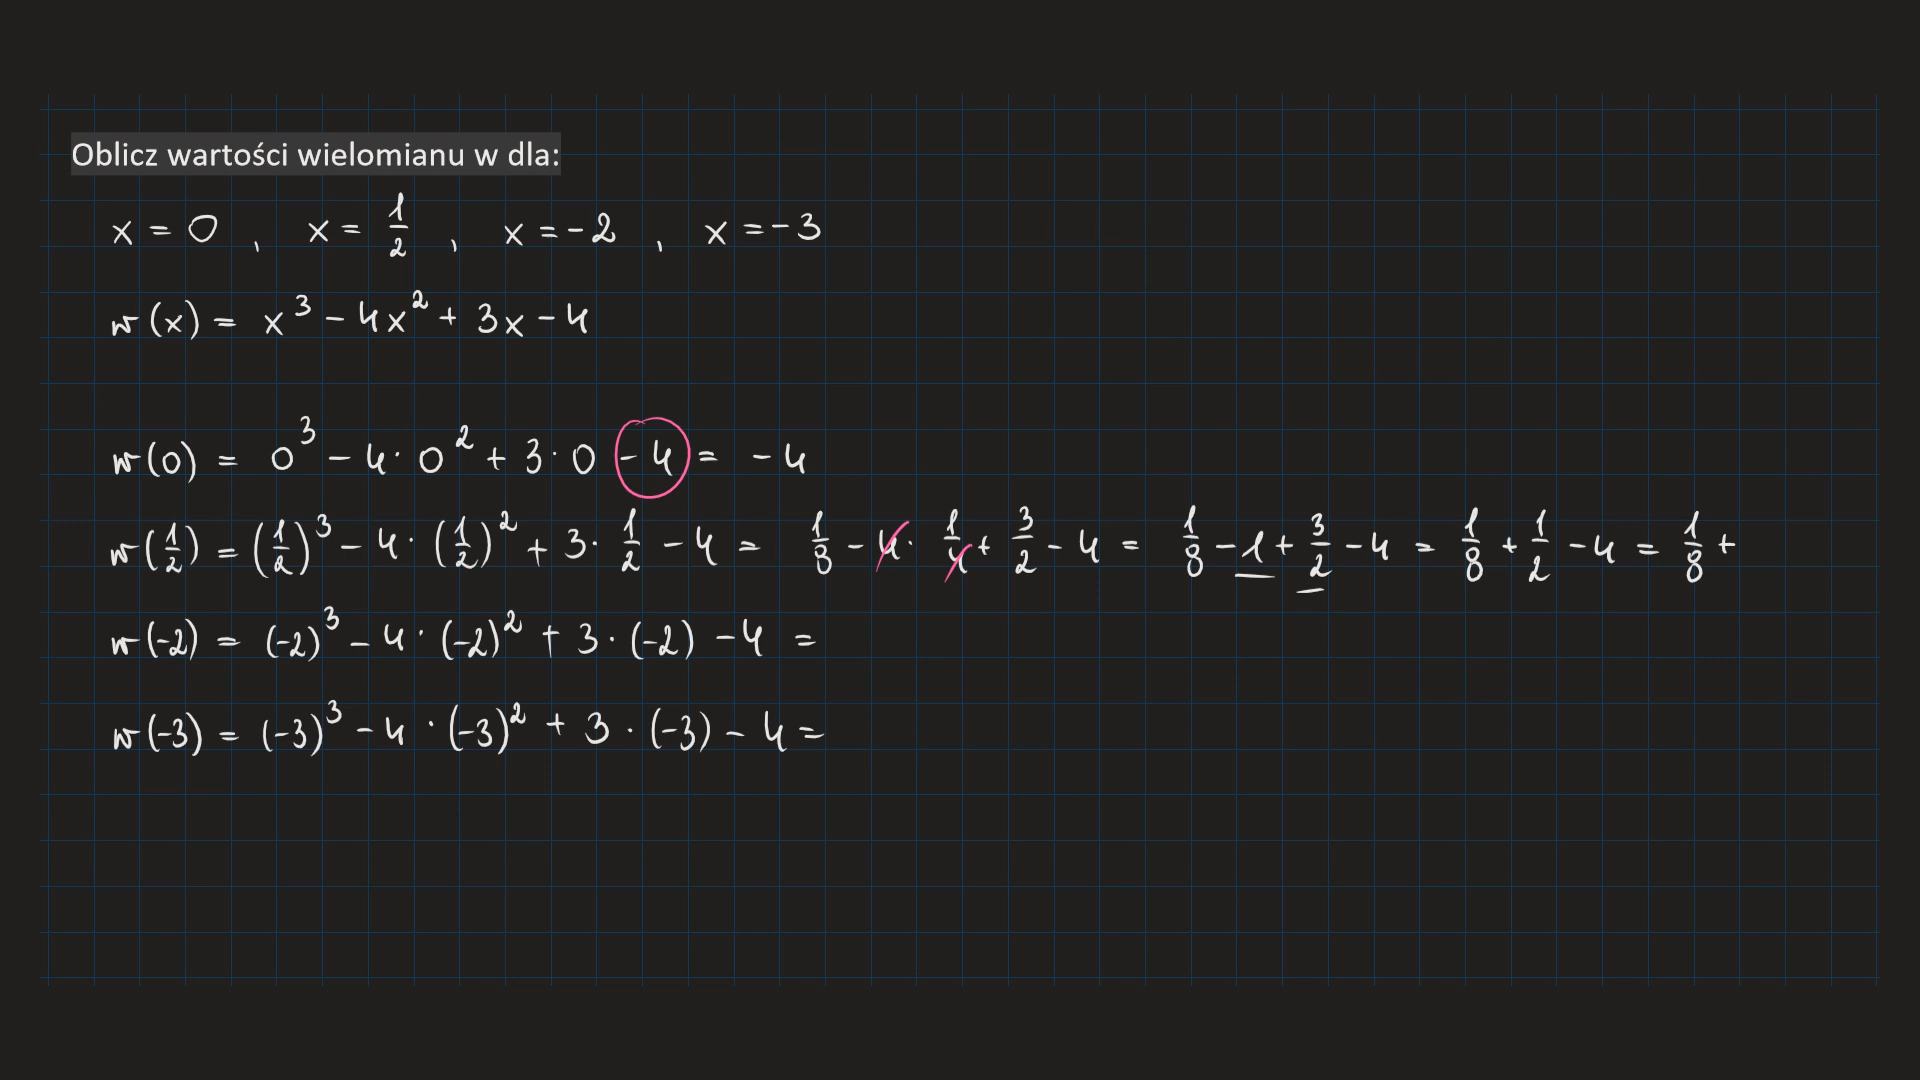 Oblicz wartości wielomianu w dla:
x = 0 , x = 1/2 , x = -2 , x = -3
w(x) = x³ - 4x² + 3x - 4
w(0) = 0³ - 4 · 0² + 3 · 0 - 4 = - 4
w(1/2) = (1/2)³ - 4 · (1/2)² + 3 · 1/2 - 4 = 1/8 - 4 · 1/4 + 3/2 - 4 = 1/8 - 1 + 3/2 - 4 = 1/8 + 1/2 - 4 = 1/8 +
w(-2) = (-2)³ - 4 · (-2)² + 3 · (-2) - 4 =
w(-3) = (-3)³ - 4 · (-3)² + 3 · (-3) - 4 =